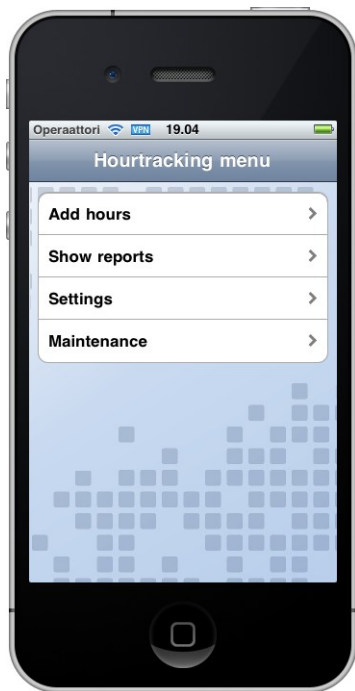 Operaattori VPN 19.04
Hourtracking menu
Add hours
Show reports
Settings
Maintenance